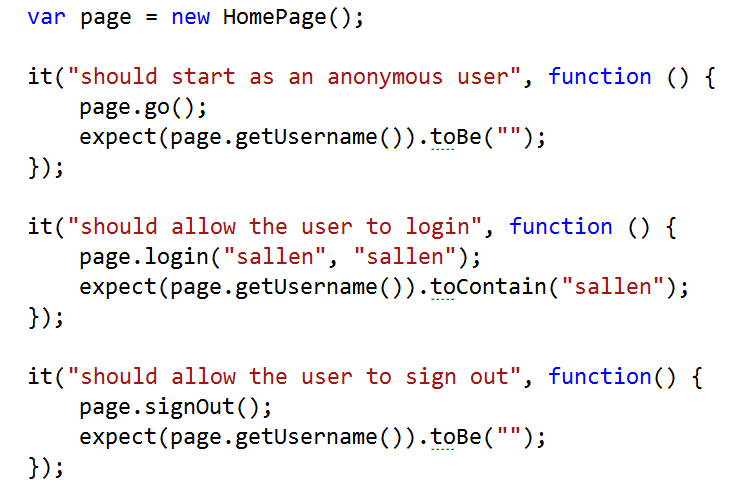 var page = new HomePage();
it("should start as an anonymous user", function () {
    page.go();
    expect(page.getUsername()).toBe("");
});
it("should allow the user to login", function () {
    page.login("sallen", "sallen");
    expect(page.getUsername()).toContain("sallen");
});
it("should allow the user to sign out", function() {
    page.signOut();
    expect(page.getUsername()).toBe("");
});